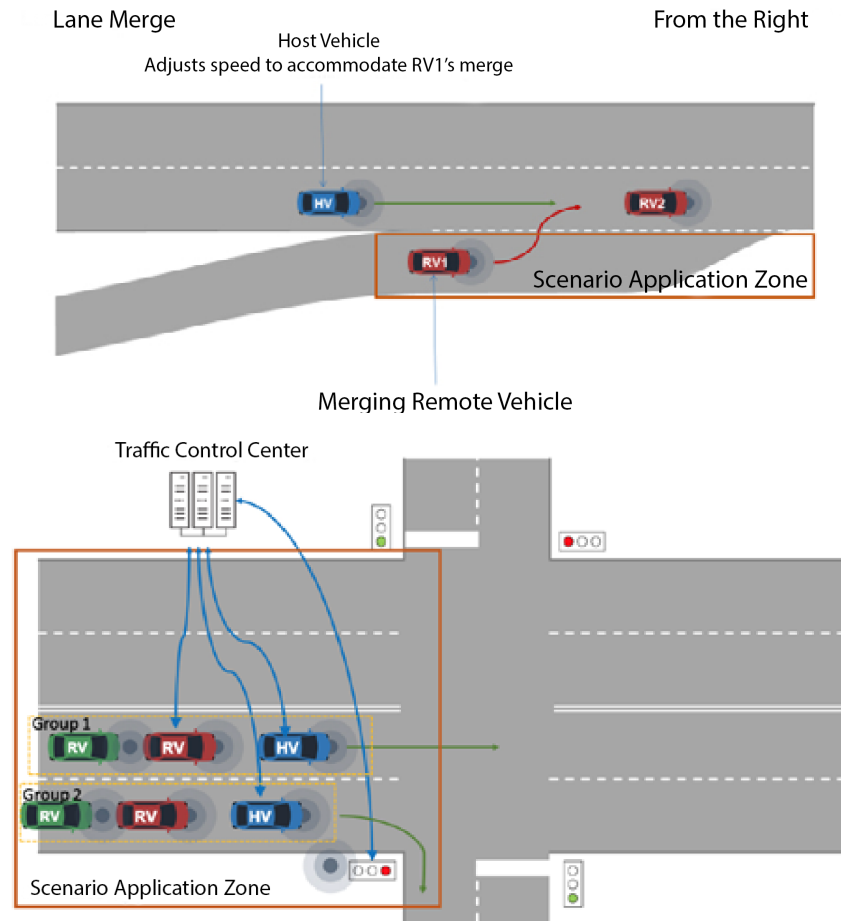 Lane Merge
From the Right
Host Vehicle
Adjusts speed to accommodate RV1's merge
HV
RV2
RV1
Scenario Application Zone
Merging Remote Vehicle
Traffic Control Center
Group 1
RV
RV
HV
Group 2
RV
RV
HV
Scenario Application Zone